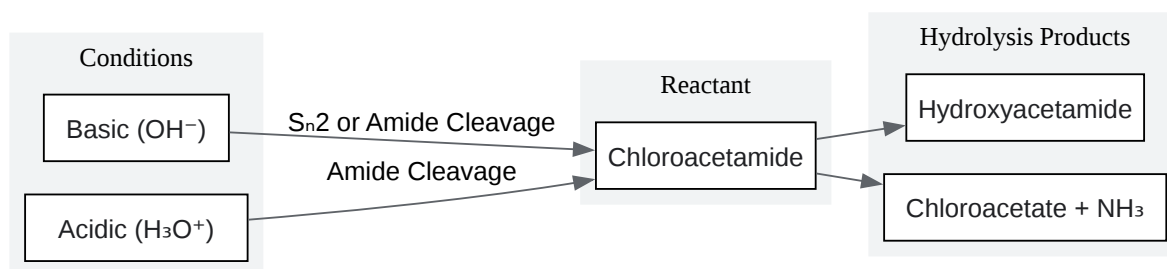 Conditions
Basic (OH⁻)
Acidic (H₃O⁺)
Sₙ2 or Amide Cleavage
Amide Cleavage
Reactant
Chloroacetamide
Hydrolysis Products
Hydroxyacetamide
Chloroacetate + NH₃